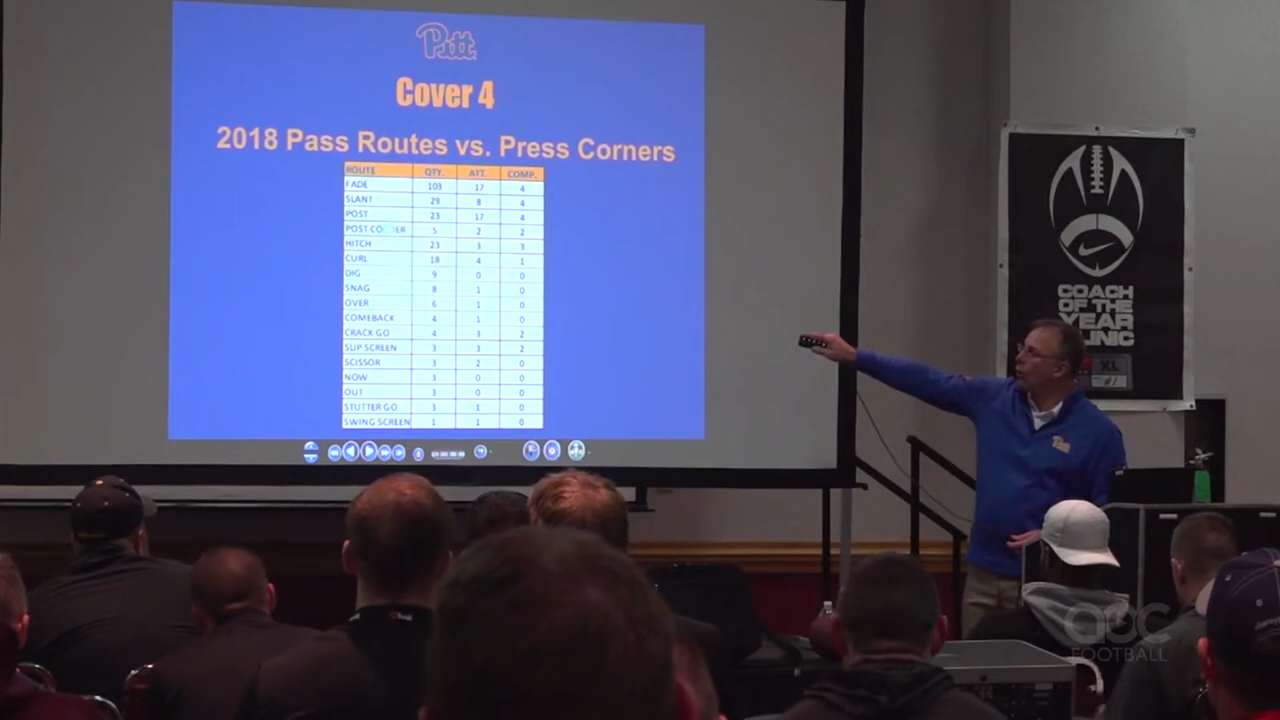 Pitt
Cover 4
2018 Pass Routes vs. Press Corners
ROUTE QTY. ATT. COMP.
FADE 103 17 4
SLANT 29 8 4
POST 23 17 4
POST CO ER 5 2 2
HITCH 23 3 3
CURL 18 4 1
DIG 9 0 0
SNAG 8 1 0
OVER 6 1 0
COMEBACK 4 1 0
CRACK GO 4 3 2
SLIP SCREEN 3 3 2
SCISSOR 3 2 0
NOW 3 0 0
OUT 3 0 0
STUTTER GO 3 1 0
SWING SCREEN 1 1 0
COACH
OF THE
YEAR
CLINIC
XL
Pitt
FOOTBALL